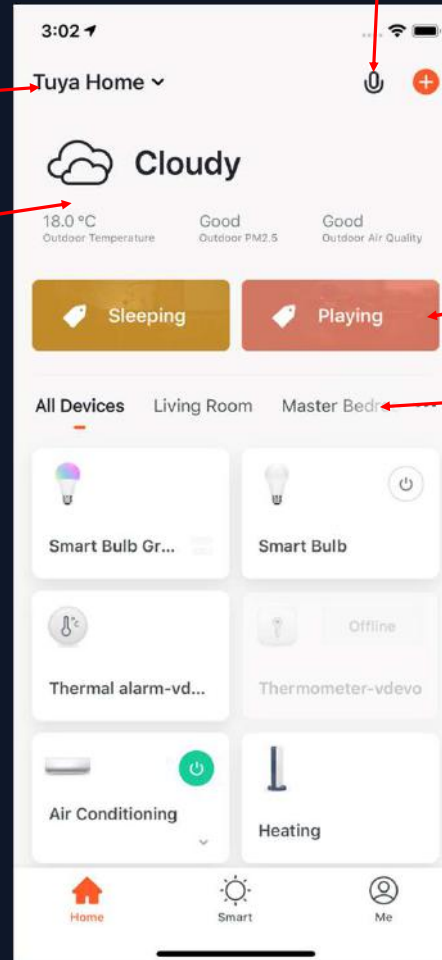 3:02
Tuya Home
Cloudy
18.0 °C Good Good
Outdoor Temperature Outdoor PM2.5 Outdoor Air Quality
Sleeping Playing
All Devices Living Room Master Bedr
Smart Bulb Gr... Smart Bulb
Offline
Thermal alarm-vd... Thermometer-vdevo
Air Conditioning
Heating
Home Smart Me